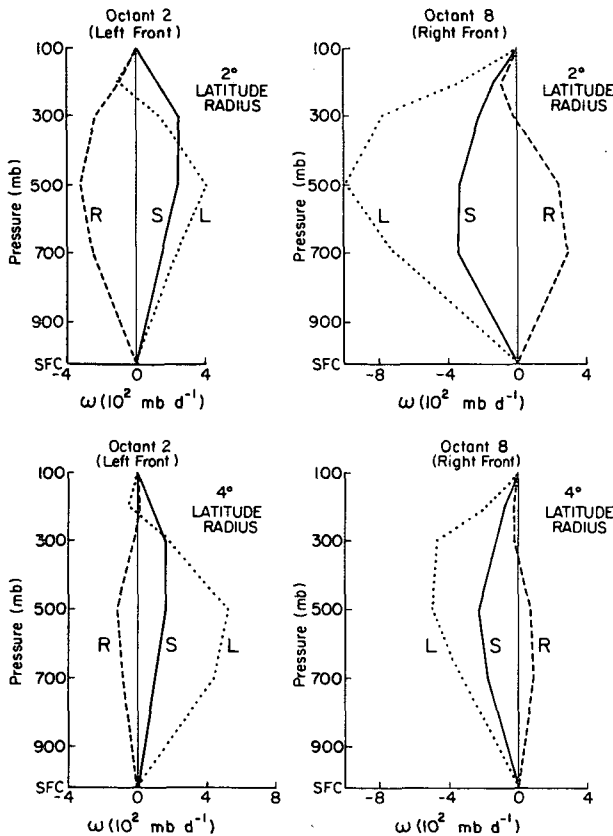 Octant 2
(Left Front)
100
300
500
700
900
SFC
Pressure (mb)
2°
LATITUDE
RADIUS
R
S
L
-4
0
4
ω (10² mb d⁻¹)
Octant 8
(Right Front)
100
300
500
700
900
SFC
Pressure (mb)
2°
LATITUDE
RADIUS
L
S
R
-8
-4
0
4
ω (10² mb d⁻¹)
Octant 2
(Left Front)
100
300
500
700
900
SFC
Pressure (mb)
4°
LATITUDE
RADIUS
R
S
L
-4
0
4
8
ω (10² mb d⁻¹)
Octant 8
(Right Front)
100
300
500
700
900
SFC
Pressure (mb)
4°
LATITUDE
RADIUS
L
S
R
-8
-4
0
4
ω (10² mb d⁻¹)